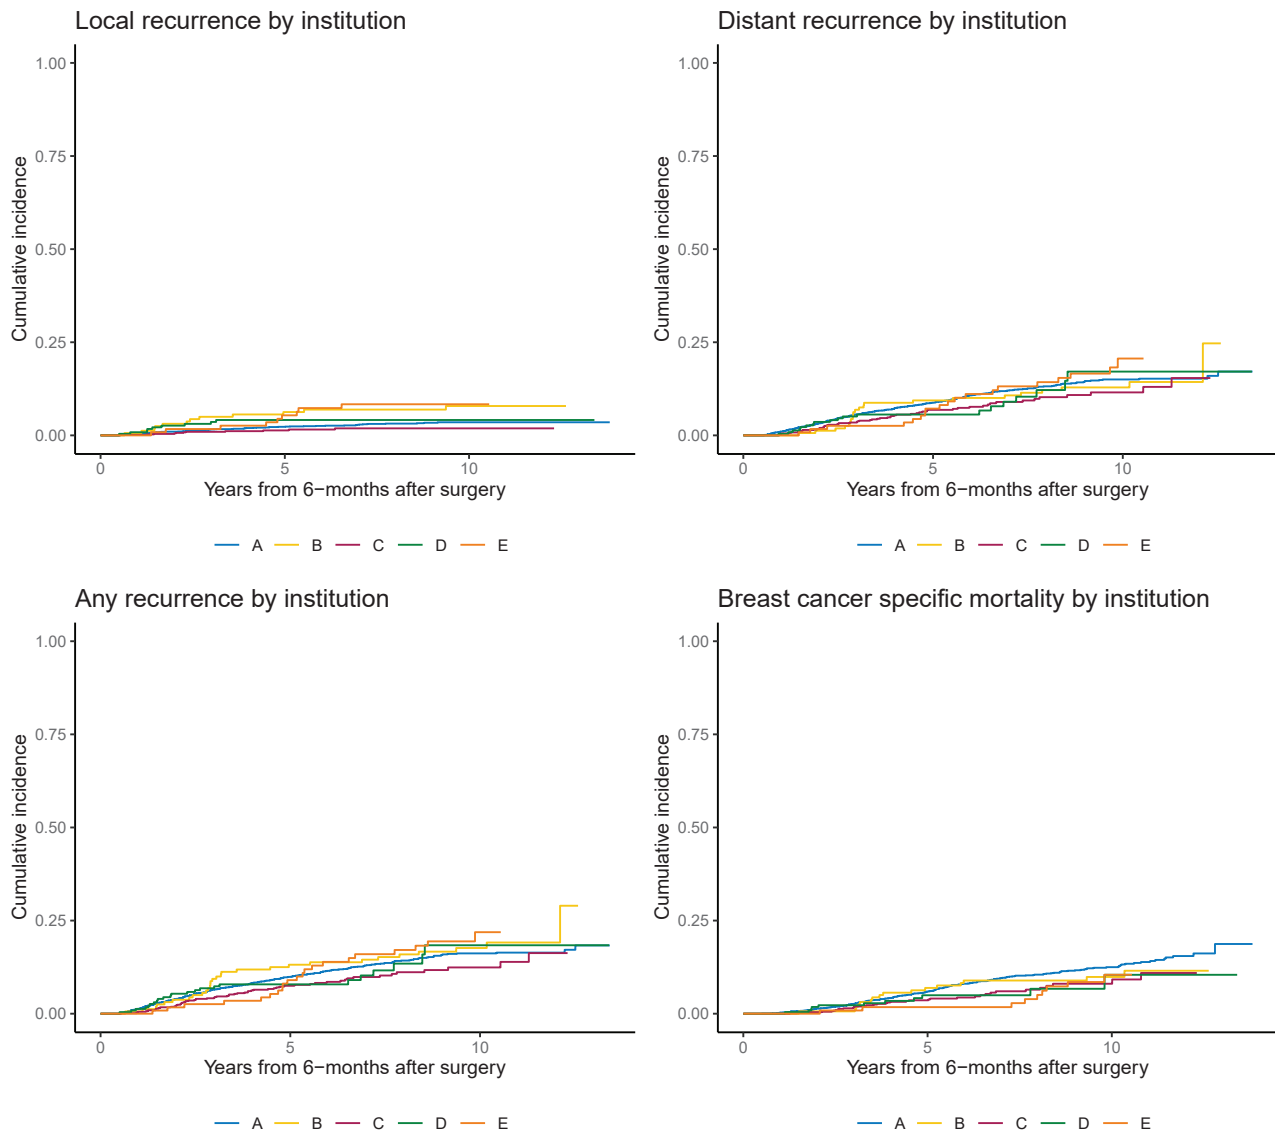 Local recurrence by institution
Cumulative incidence
1.00
0.75
0.50
0.25
0.00
0 5 10
Years from 6−months after surgery
A B C D E
Distant recurrence by institution
Cumulative incidence
1.00
0.75
0.50
0.25
0.00
0 5 10
Years from 6−months after surgery
A B C D E
Any recurrence by institution
Cumulative incidence
1.00
0.75
0.50
0.25
0.00
0 5 10
Years from 6−months after surgery
A B C D E
Breast cancer specific mortality by institution
Cumulative incidence
1.00
0.75
0.50
0.25
0.00
0 5 10
Years from 6−months after surgery
A B C D E